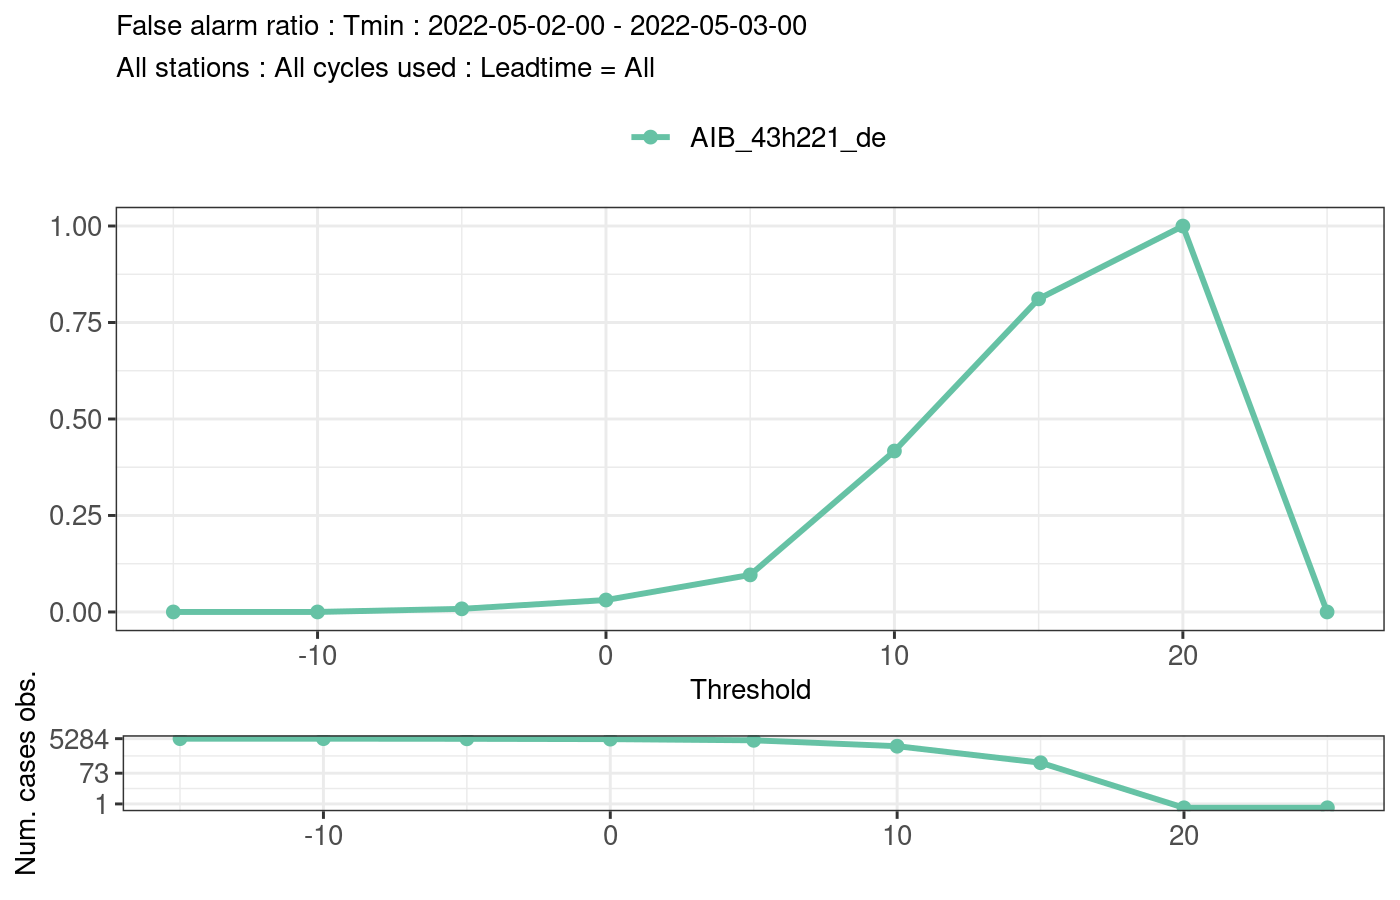 False alarm ratio : Tmin : 2022-05-02-00 - 2022-05-03-00
All stations : All cycles used : Leadtime = All
AIB_43h221_de
1.00
0.75
0.50
0.25
0.00
-10 0 10 20
Threshold
Num. cases obs.
5284
73
1
-10 0 10 20